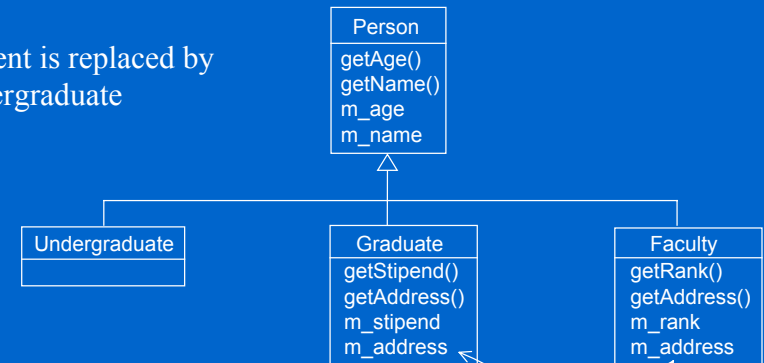 ent is replaced by
ergraduate
Person
getAge()
getName()
m_age
m_name
Undergraduate
Graduate
getStipend()
getAddress()
m_stipend
m_address
Faculty
getRank()
getAddress()
m_rank
m_address